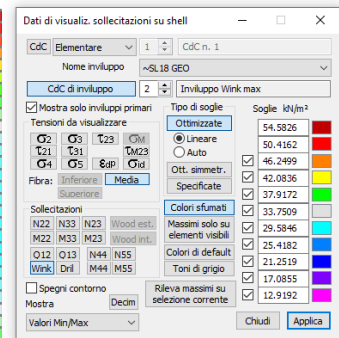 Dati di visualiz. sollecitazioni su shell
CdC Elementare 1 CdC n. 1
Nome inviluppo ~SL18 GEO
CdC di inviluppo 2 Inviluppo Wink max
Mostra solo inviluppi primari
Tensioni da visualizzare
σ2 σ3 τ23 σM
τ21 τ31 τM23
σ4 σ5 εdP σid
Fibra: Inferiore Media
Superiore
Sollecitazioni
N22 N33 N23 Wood est.
M22 M33 M23 Wood int.
Q12 Q13 N44 N55
Wink Dril M44 M55
Spegni contorno
Mostra Decim
Valori Min/Max
Tipo di soglie
Ottimizzate
Lineare
Auto
Ott. simmetr.
Specificate
Colori sfumati
Massimi solo su
elementi visibili
Colori di default
Toni di grigio
Rileva massimi su
selezione corrente
Soglie kN/m²
54.5826
50.4162
46.2499
42.0836
37.9172
33.7509
29.5846
25.4182
21.2519
17.0855
12.9192
Chiudi Applica